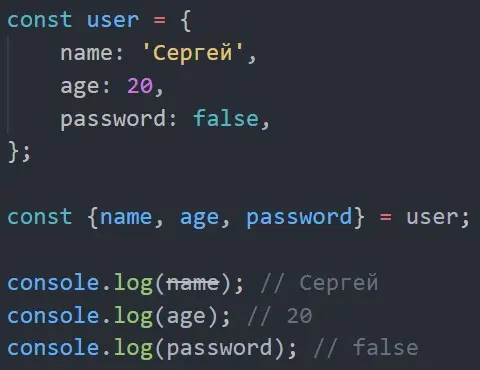 const user = {
    name: 'Сергей',
    age: 20,
    password: false,
};
const {name, age, password} = user;
console.log(name); // Сергей
console.log(age); // 20
console.log(password); // false